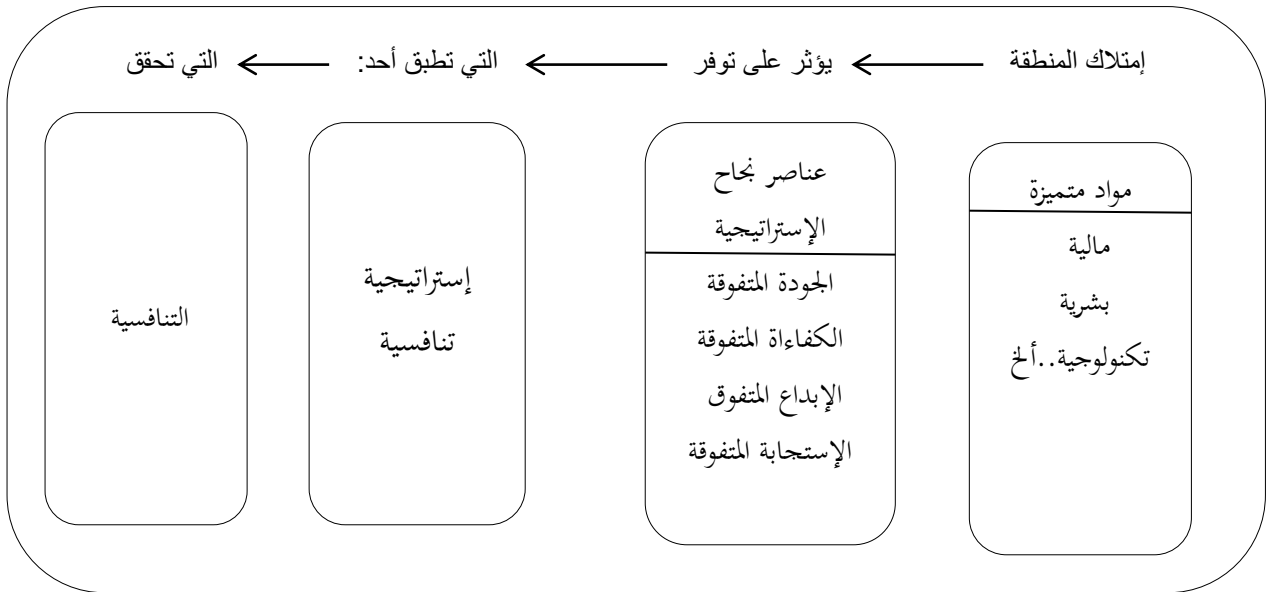 إمتلاك المنطقة
يؤثر على توفر
التي تطبق أحد:
التي تحقق
مواد متميزة
مالية
بشرية
تكنولوجية..ألخ
عناصر نجاح
الإستراتيجية
الجودة المتفوقة
الكفاءاة المتفوقة
الإبداع المتفوق
الإستجابة المتفوقة
إستراتيجية
تنافسية
التنافسية